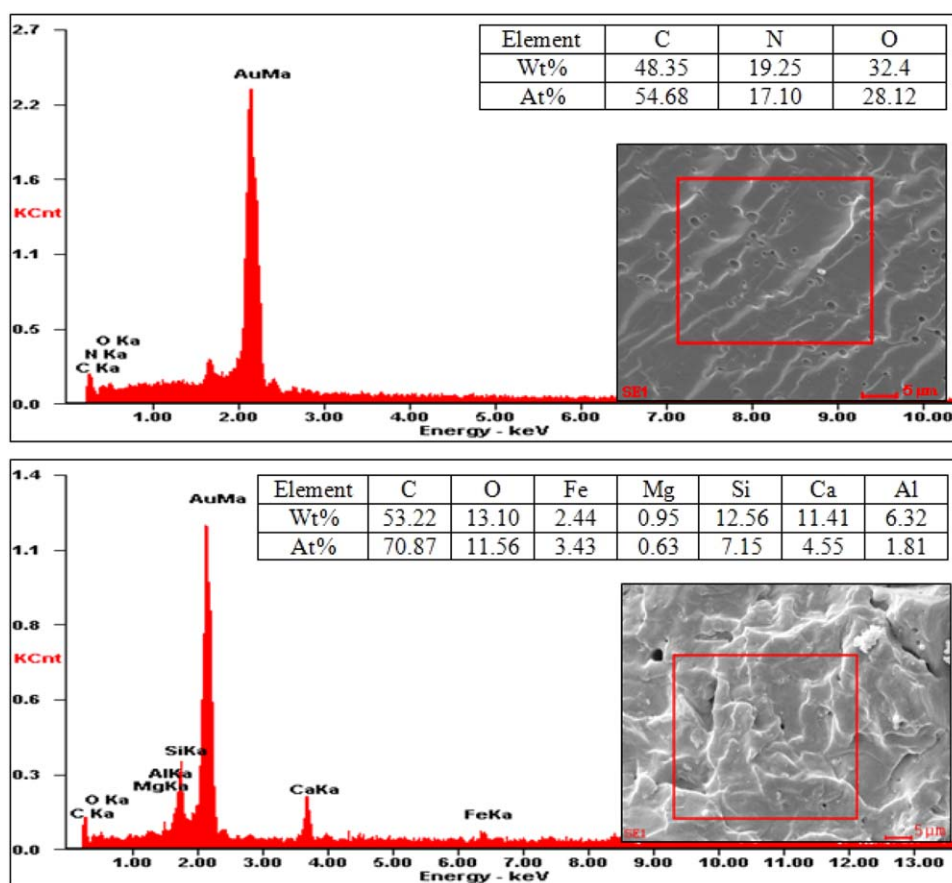 2.7
Element C N O
Wt% 48.35 19.25 32.4
At% 54.68 17.10 28.12
AuMa
2.2
1.6
KCnt
1.1
0.5
O Ka
N Ka
C Ka
0.0
1.00 2.00 3.00 4.00 5.00 6.00 7.00 8.00 9.00 10.00
Energy - keV
SE1 5 µm
1.4
Element C O Fe Mg Si Ca Al
Wt% 53.22 13.10 2.44 0.95 12.56 11.41 6.32
At% 70.87 11.56 3.43 0.63 7.15 4.55 1.81
AuMa
1.1
0.8
KCnt
0.6
0.3
SiKa
AlKa
MgKa
O Ka
C Ka
CaKa
FeKa
0.0
1.00 2.00 3.00 4.00 5.00 6.00 7.00 8.00 9.00 10.00 11.00 12.00 13.00
Energy - keV
SE1 5 µm